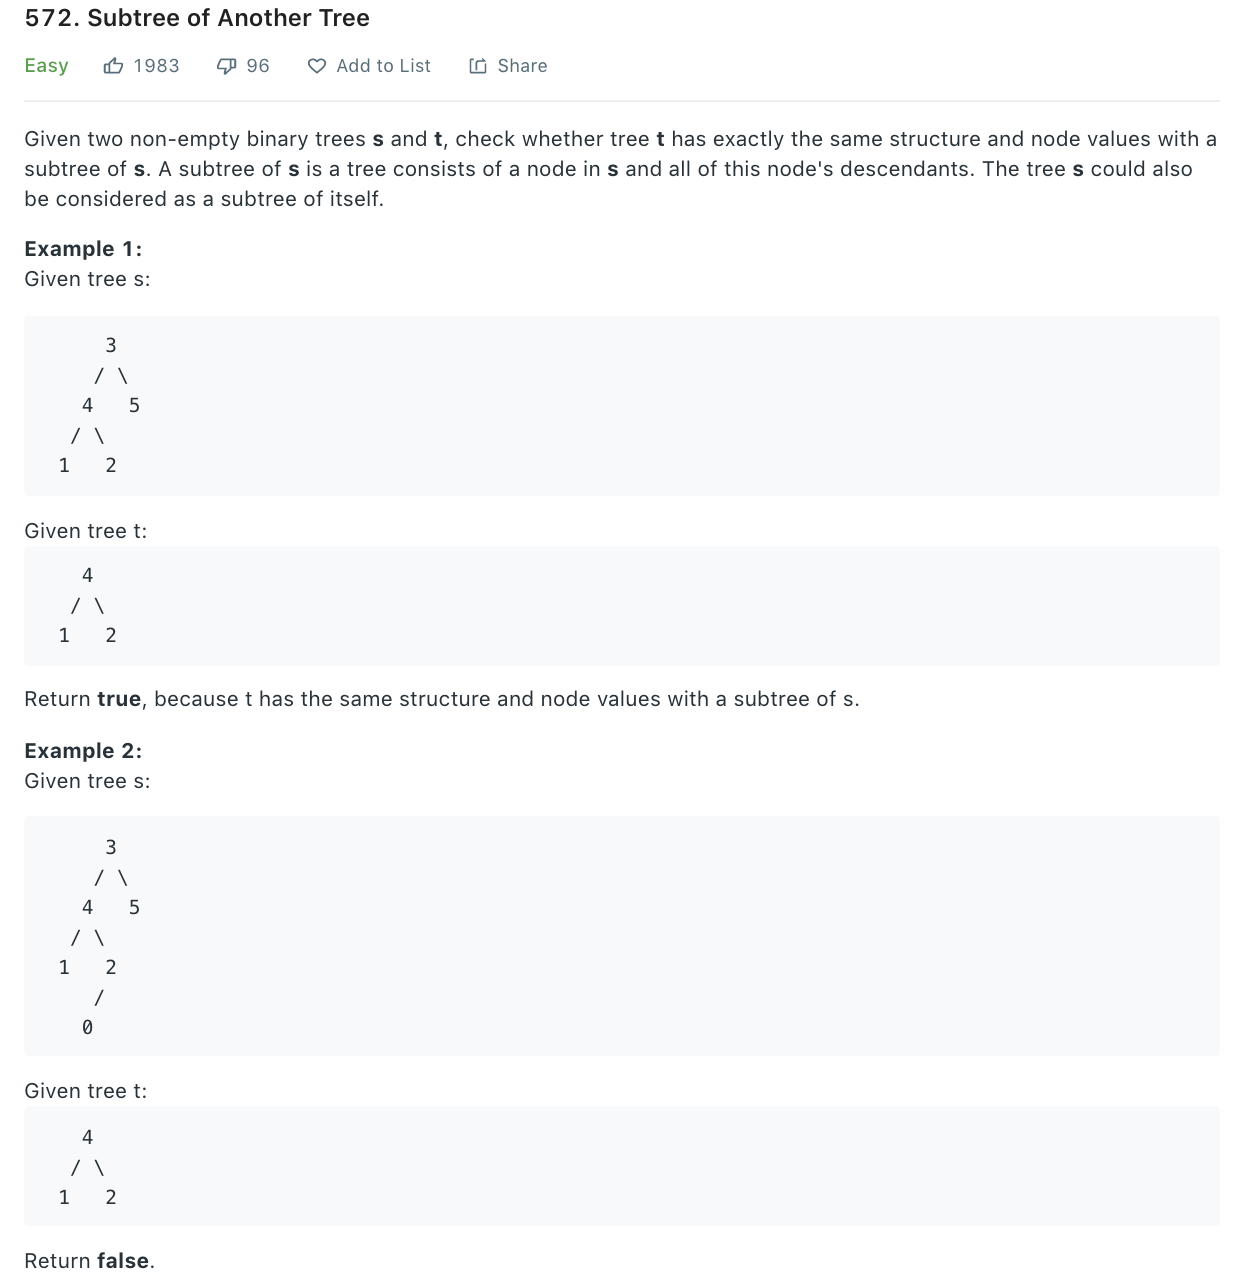 572. Subtree of Another Tree
Easy 1983 96 Add to List Share
Given two non-empty binary trees s and t, check whether tree t has exactly the same structure and node values with a
subtree of s. A subtree of s is a tree consists of a node in s and all of this node's descendants. The tree s could also
be considered as a subtree of itself.
Example 1:
Given tree s:
3
/ \
4 5
/ \
1 2
Given tree t:
4
/ \
1 2
Return true, because t has the same structure and node values with a subtree of s.
Example 2:
Given tree s:
3
/ \
4 5
/ \
1 2
/
0
Given tree t:
4
/ \
1 2
Return false.